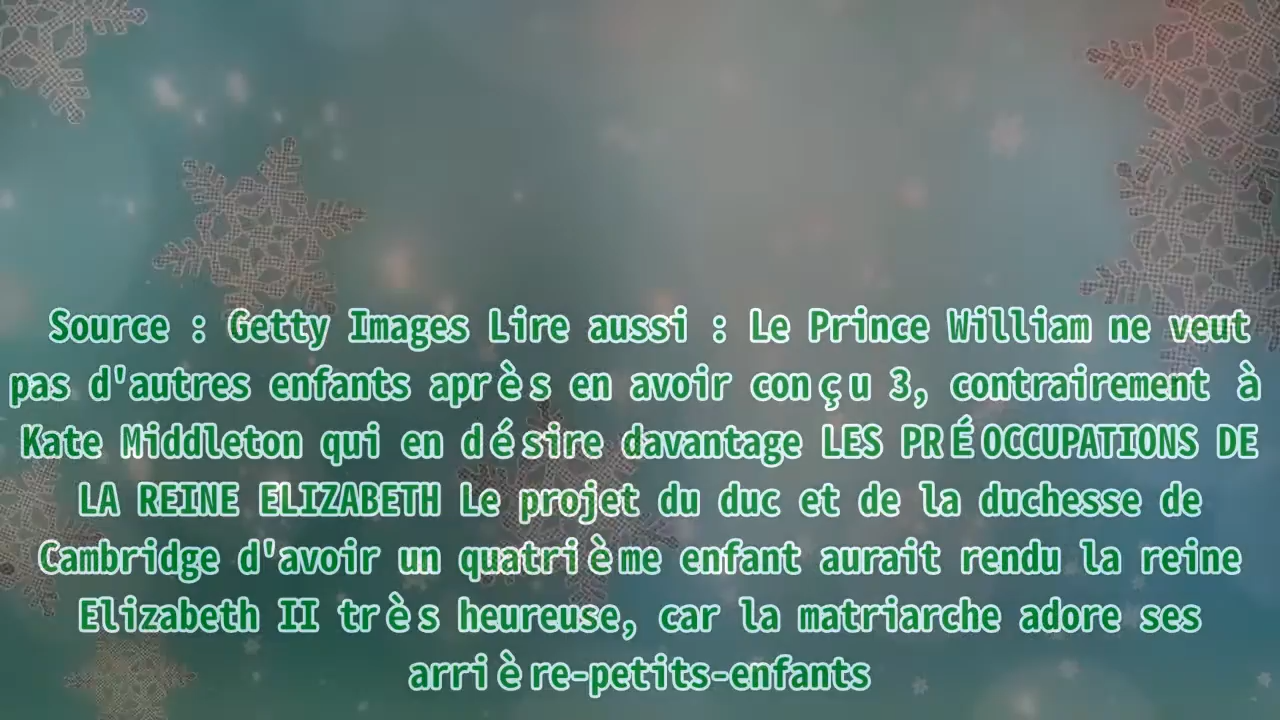 Source : Getty Images Lire aussi : Le Prince William ne veut
pas d'autres enfants après en avoir conçu 3, contrairement à
Kate Middleton qui en désire davantage LES PRÉOCCUPATIONS DE
LA REINE ELIZABETH Le projet du duc et de la duchesse de
Cambridge d'avoir un quatrième enfant aurait rendu la reine
Elizabeth II très heureuse, car la matriarche adore ses
arrière-petits-enfants